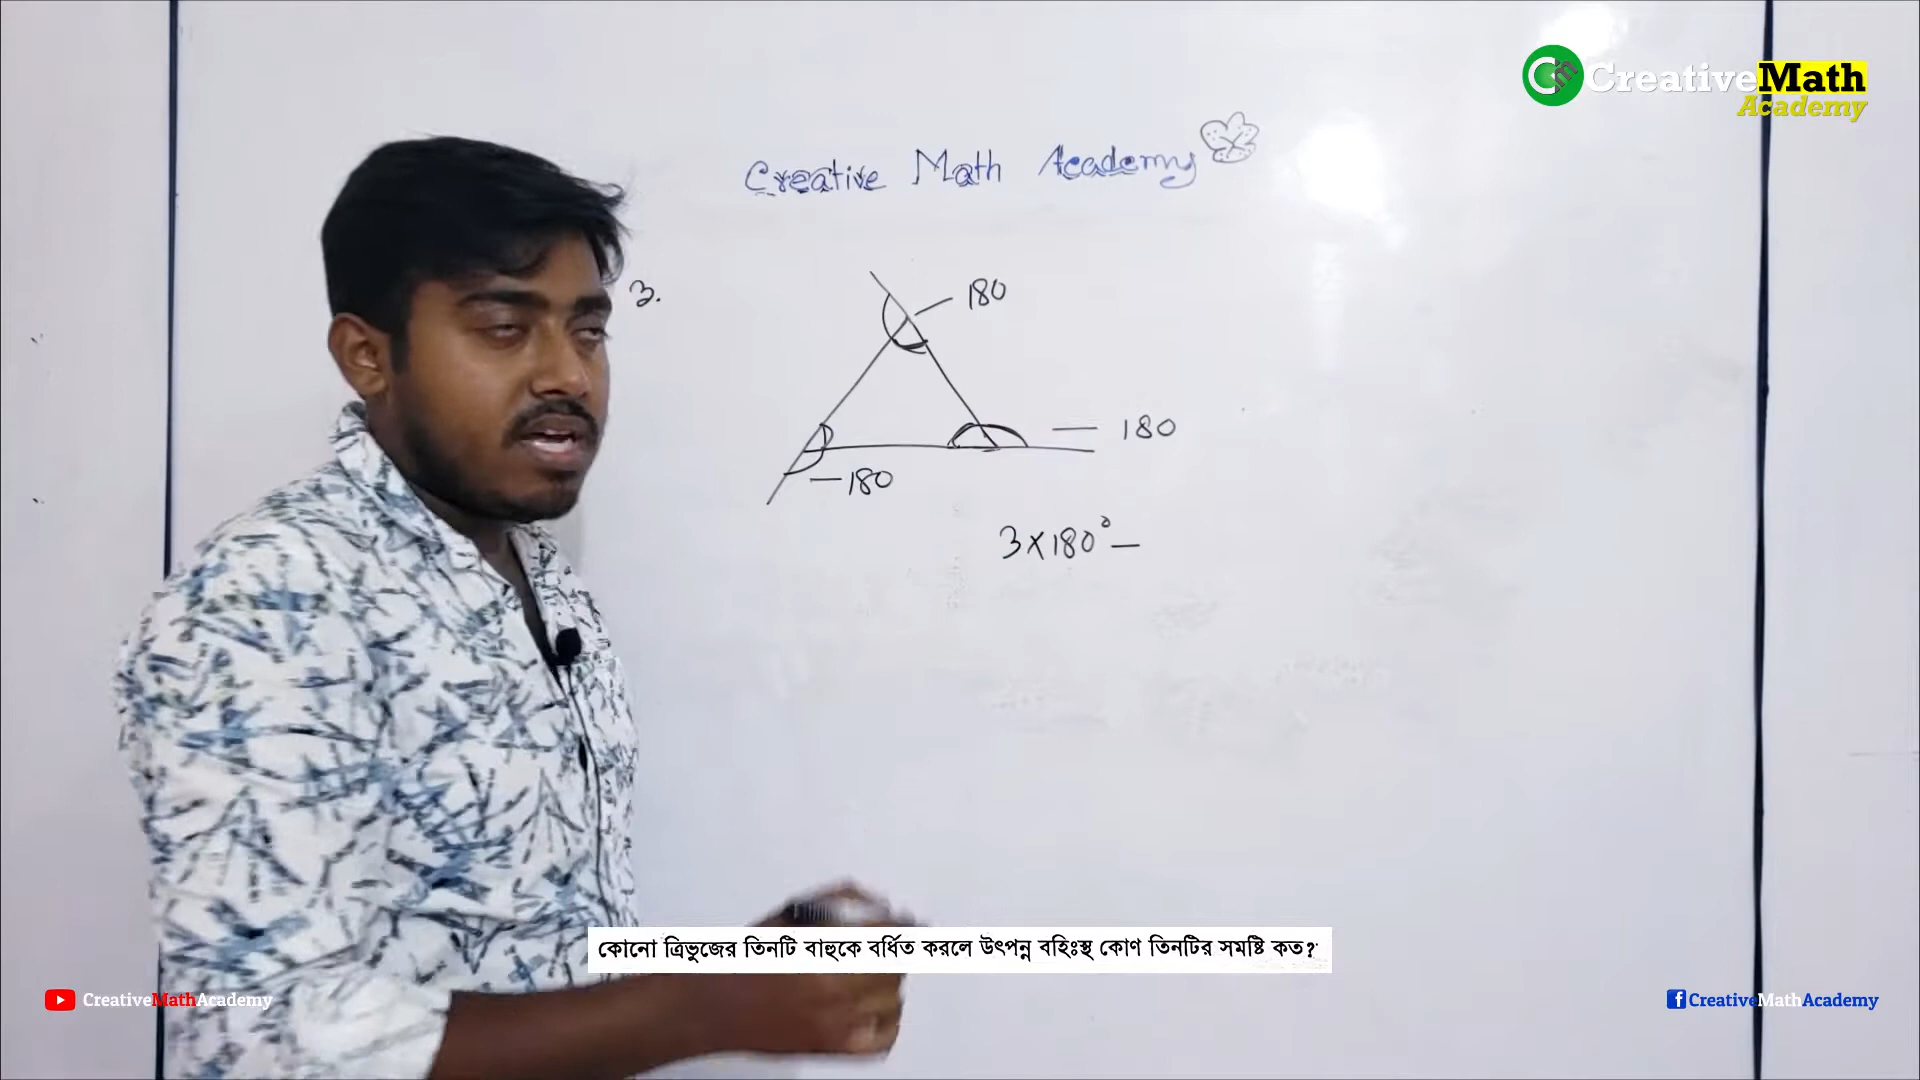 CreativeMath
Academy
Creative Math Academy
3.
180
180
180
3×180°—
কোনো ত্রিভুজের তিনটি বাহুকে বর্ধিত করলে উৎপন্ন বহিঃস্থ কোণ তিনটির সমষ্টি কত?
CreativeMathAcademy
CreativeMathAcademy